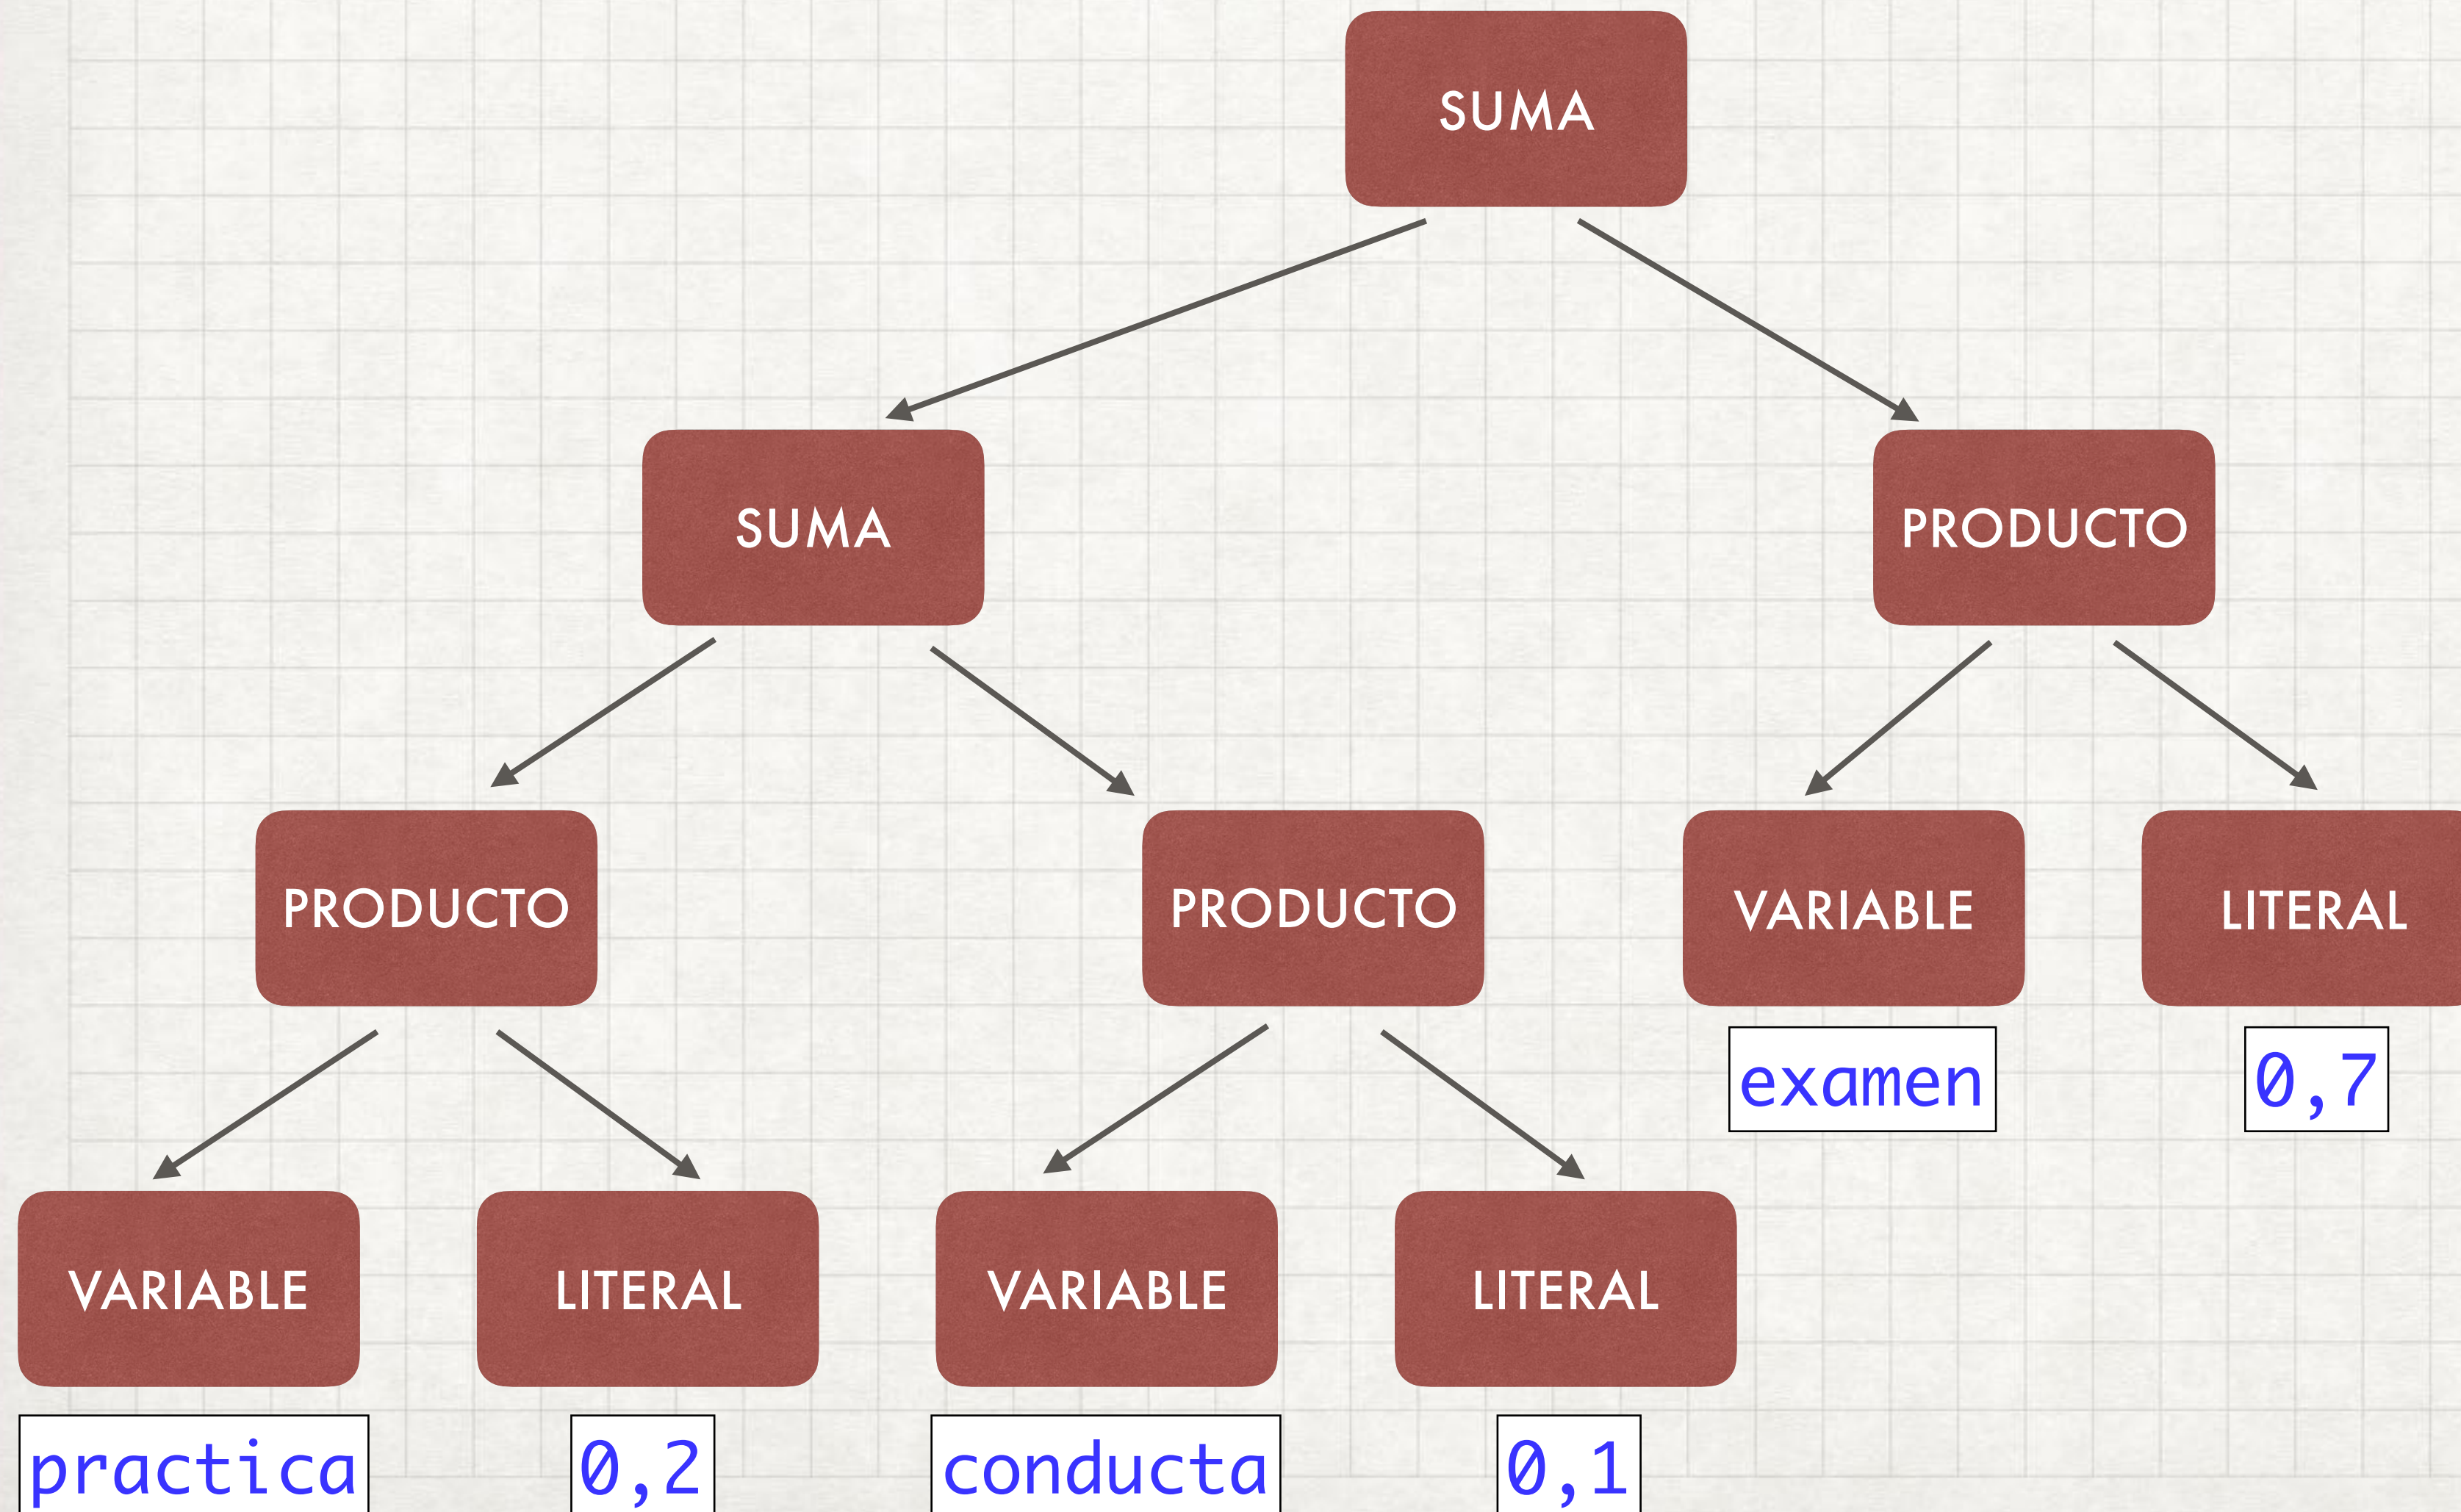 SUMA
SUMA
PRODUCTO
PRODUCTO
PRODUCTO
VARIABLE
LITERAL
examen
0,7
VARIABLE
LITERAL
VARIABLE
LITERAL
practica
0,2
conducta
0,1